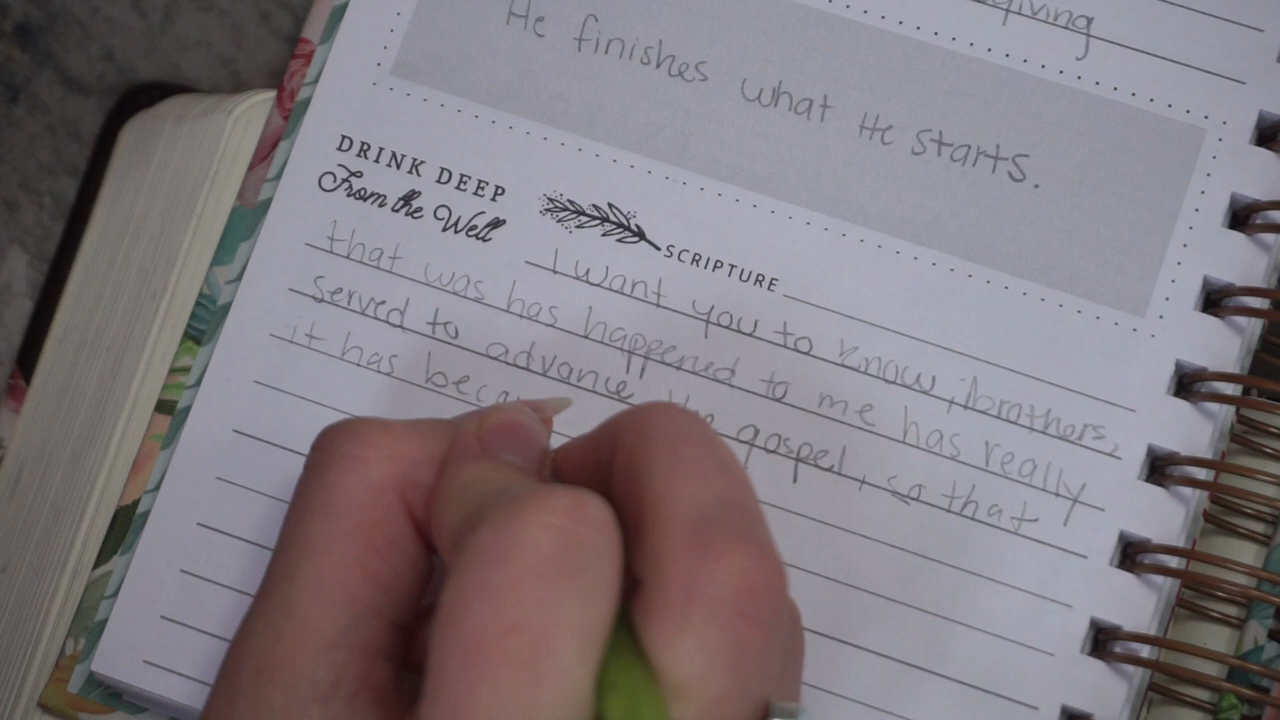 giving
He finishes what He starts.
DRINK DEEP
From the Well
SCRIPTURE
I want you to know, brothers,
that was has happened to me has really
served to advance the gospel, so that
it has beca